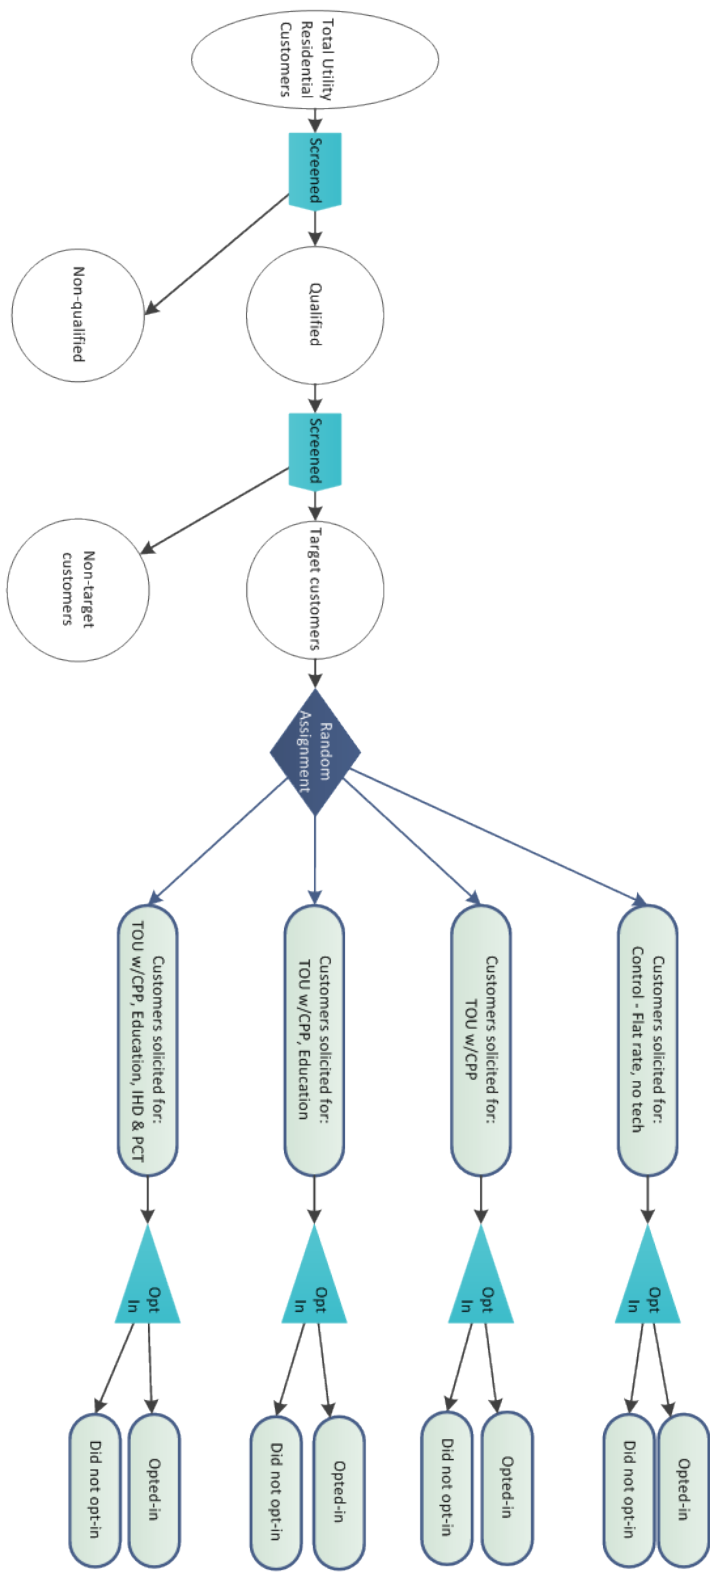 Total Utility
Residential
Customers
Screened
Non-qualified
Qualified
Screened
Non-target
customers
Target customers
Random
Assignment
Customers solicited for:
Control - Flat rate, no tech
Opt
In
Opted-in
Did not opt-in
Customers solicited for:
TOU w/CPP
Opt
In
Opted-in
Did not opt-in
Customers solicited for:
TOU w/CPP, Education
Opt
In
Opted-in
Did not opt-in
Customers solicited for:
TOU w/CPP, Education, IHD & PCT
Opt
In
Opted-in
Did not opt-in